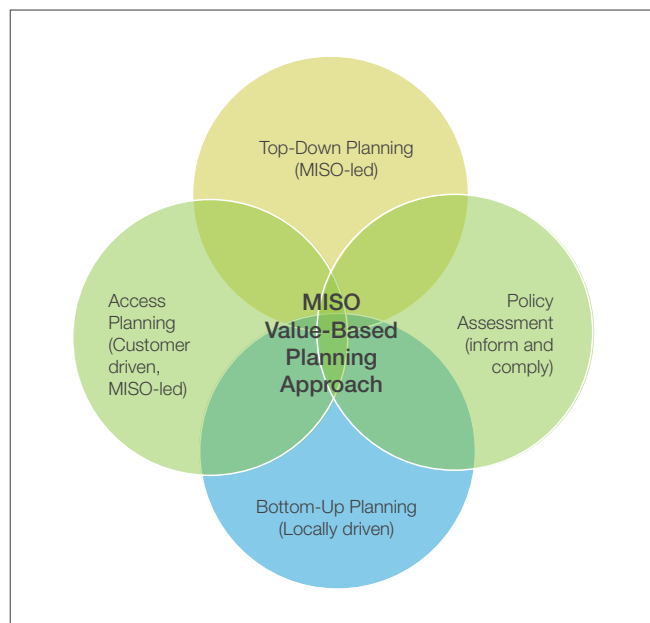 Top-Down Planning
(MISO-led)
Access
Planning
(Customer
driven,
MISO-led)
MISO
Value-Based
Planning
Approach
Policy
Assessment
(inform and
comply)
Bottom-Up Planning
(Locally driven)